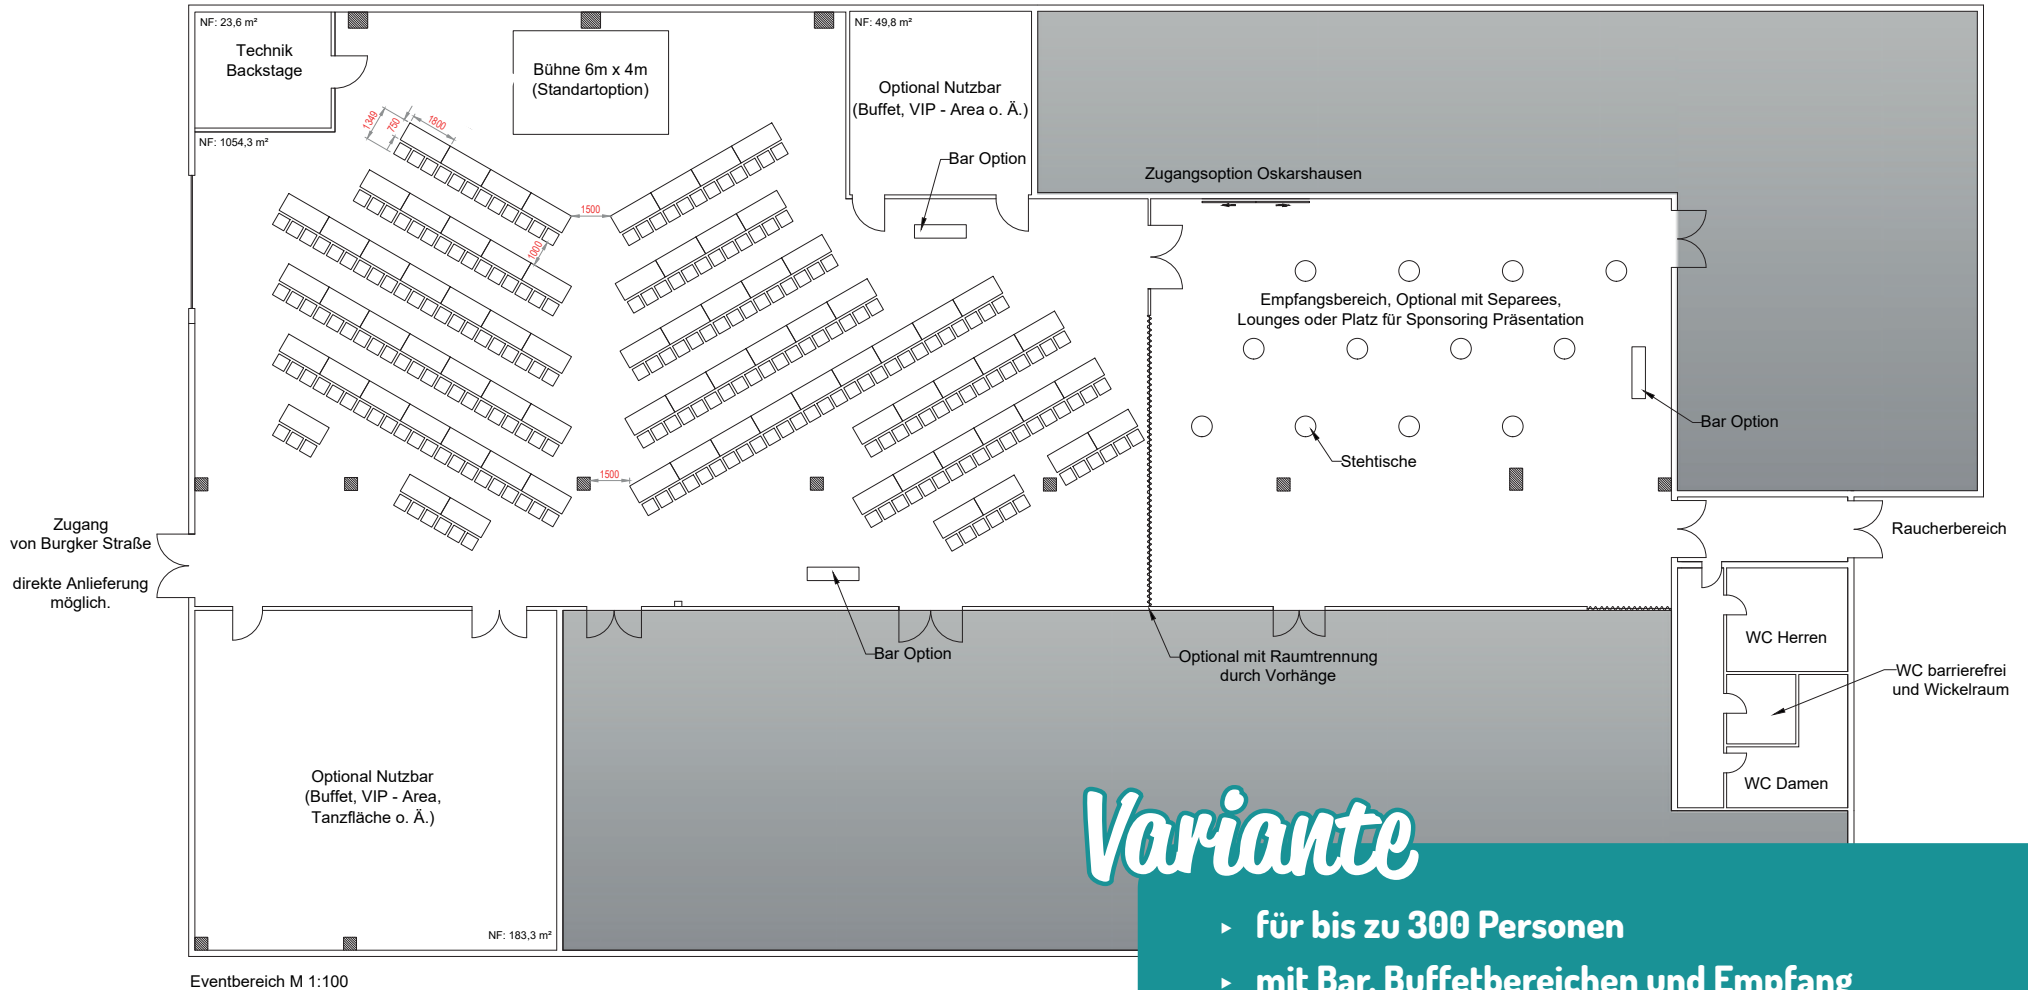 NF: 23,6 m²
Technik
Backstage
NF: 1054,3 m²
Bühne 6m x 4m
(Standartoption)
1349
750
1800
1500
1000
1500
NF: 49,8 m²
Optional Nutzbar
(Buffet, VIP - Area o. Ä.)
Bar Option
Zugangsoption Oskarshausen
Empfangsbereich, Optional mit Separees,
Lounges oder Platz für Sponsoring Präsentation
Bar Option
Stehtische
Zugang
von Burgker Straße
direkte Anlieferung
möglich.
Raucherbereich
Bar Option
Optional mit Raumtrennung
durch Vorhänge
WC Herren
WC barrierefrei
und Wickelraum
WC Damen
Optional Nutzbar
(Buffet, VIP - Area,
Tanzfläche o. Ä.)
NF: 183,3 m²
Eventbereich M 1:100
Variante
▸ für bis zu 300 Personen
▸ mit Bar, Buffetbereichen und Empfang